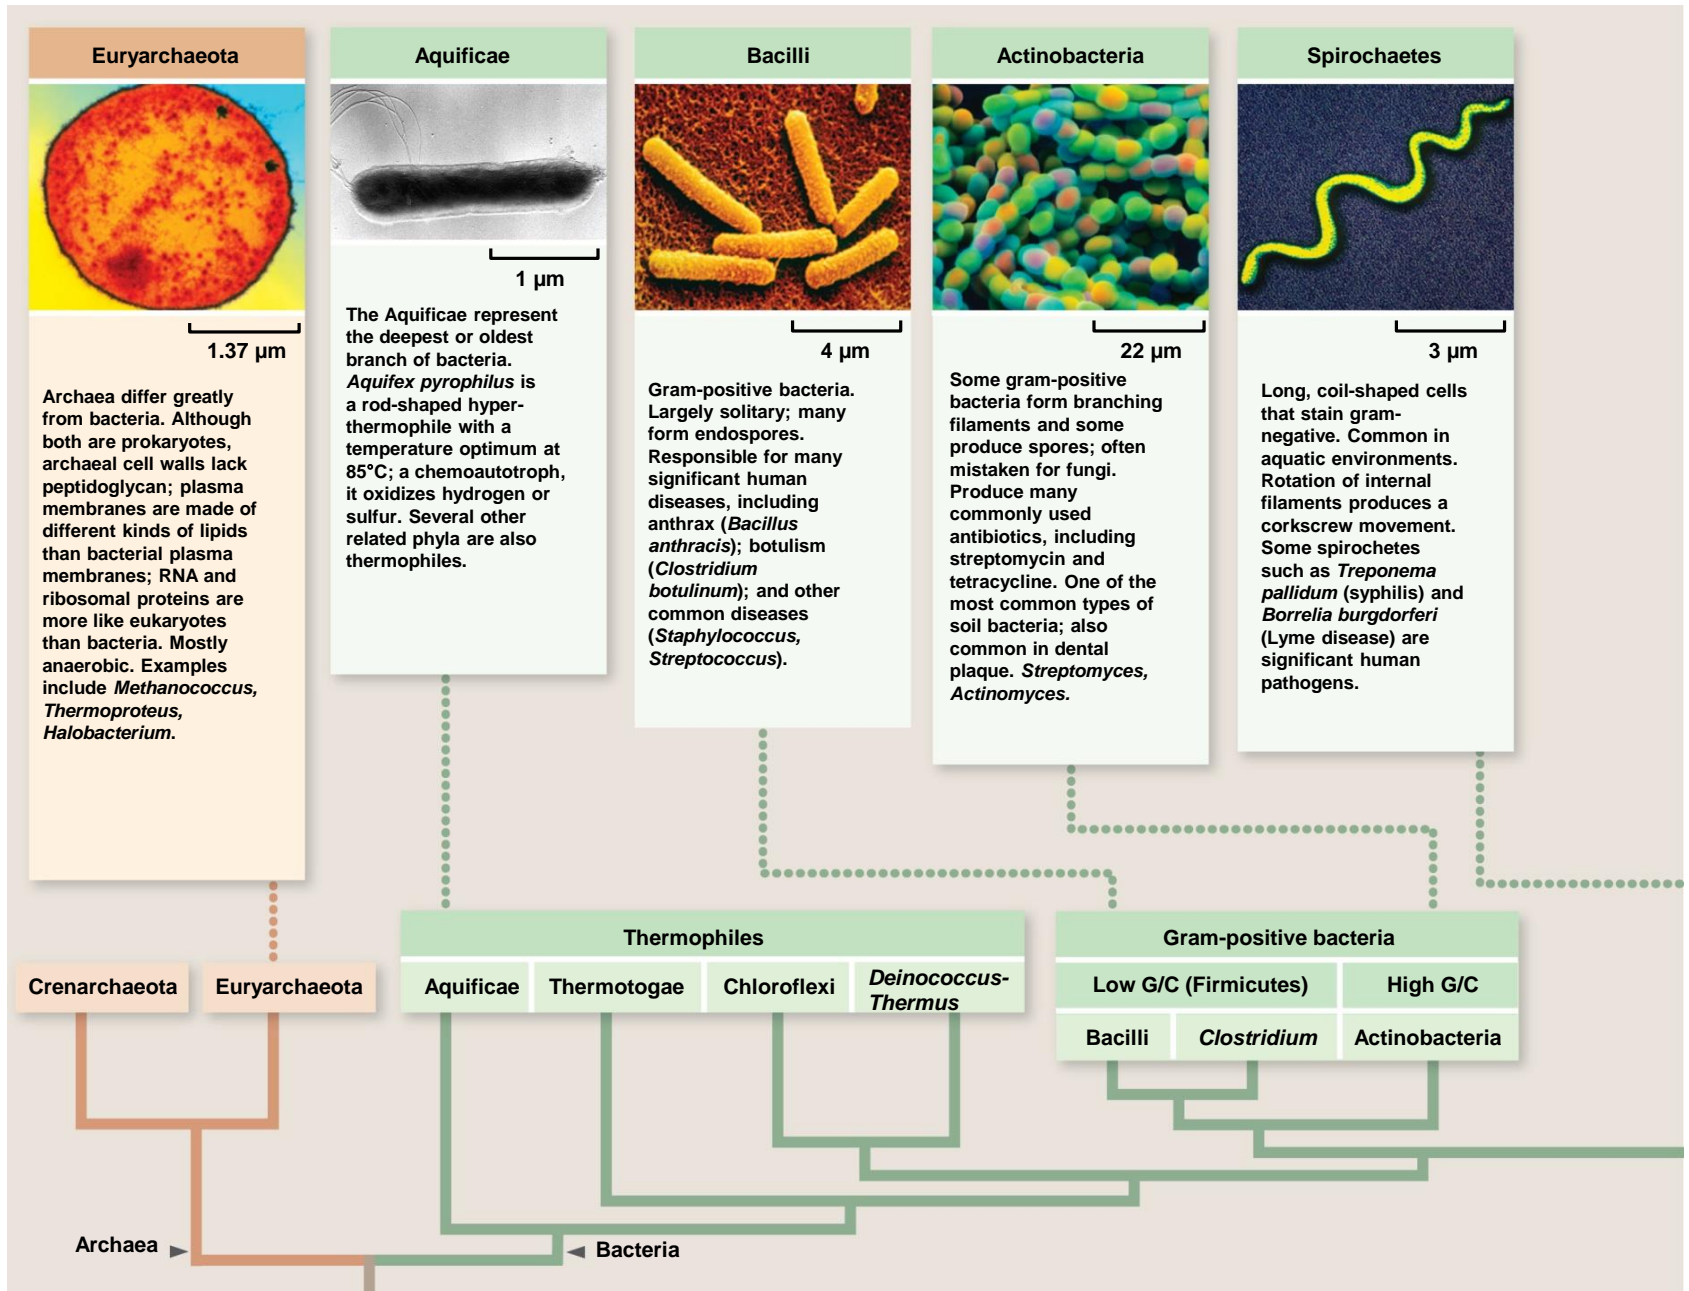 Euryarchaeota
1.37 µm
Archaea differ greatly
from bacteria. Although
both are prokaryotes,
archaeal cell walls lack
peptidoglycan; plasma
membranes are made of
different kinds of lipids
than bacterial plasma
membranes; RNA and
ribosomal proteins are
more like eukaryotes
than bacteria. Mostly
anaerobic. Examples
include Methanococcus,
Thermoproteus,
Halobacterium.
Aquificae
1 µm
The Aquificae represent
the deepest or oldest
branch of bacteria.
Aquifex pyrophilus is
a rod-shaped hyper-
thermophile with a
temperature optimum at
85°C; a chemoautotroph,
it oxidizes hydrogen or
sulfur. Several other
related phyla are also
thermophiles.
Bacilli
4 µm
Gram-positive bacteria.
Largely solitary; many
form endospores.
Responsible for many
significant human
diseases, including
anthrax (Bacillus
anthracis); botulism
(Clostridium
botulinum); and other
common diseases
(Staphylococcus,
Streptococcus).
Actinobacteria
22 µm
Some gram-positive
bacteria form branching
filaments and some
produce spores; often
mistaken for fungi.
Produce many
commonly used
antibiotics, including
streptomycin and
tetracycline. One of the
most common types of
soil bacteria; also
common in dental
plaque. Streptomyces,
Actinomyces.
Spirochaetes
3 µm
Long, coil-shaped cells
that stain gram-
negative. Common in
aquatic environments.
Rotation of internal
filaments produces a
corkscrew movement.
Some spirochetes
such as Treponema
pallidum (syphilis) and
Borrelia burgdorferi
(Lyme disease) are
significant human
pathogens.
Crenarchaeota
Euryarchaeota
Thermophiles
Aquificae
Thermotogae
Chloroflexi
Deinococcus-
Thermus
Gram-positive bacteria
Low G/C (Firmicutes)
High G/C
Bacilli
Clostridium
Actinobacteria
Archaea
Bacteria